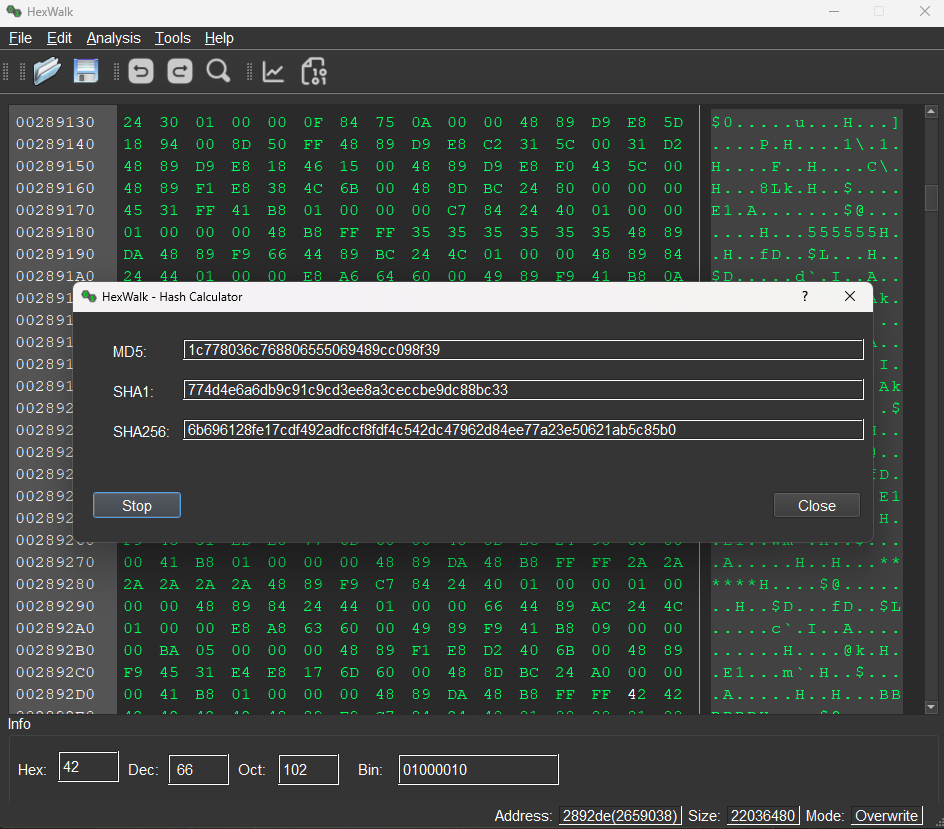 HexWalk
File Edit Analysis Tools Help
00289130 24 30 01 00 00 0F 84 75 0A 00 00 48 89 D9 E8 5D $0.....u...H...]
00289140 18 94 00 8D 50 FF 48 89 D9 E8 C2 31 5C 00 31 D2 ....P.H....1\.1.
00289150 48 89 D9 E8 18 46 15 00 48 89 D9 E8 E0 43 5C 00 H....F..H....C\.
00289160 48 89 F1 E8 38 4C 6B 00 48 8D BC 24 80 00 00 00 H...8Lk.H..$....
00289170 45 31 FF 41 B8 01 00 00 00 C7 84 24 40 01 00 00 E1.A.......$@...
00289180 01 00 00 00 48 B8 FF FF 35 35 35 35 35 35 48 89 ....H...555555H.
00289190 DA 48 89 F9 66 44 89 BC 24 4C 01 00 00 48 89 84 .H..fD..$L...H..
002891A0 24 44 01 00 00 E8 A6 64 60 00 49 89 F9 41 B8 0A $D.....d`.I..A..
HexWalk - Hash Calculator ?
MD5: 1c778036c768806555069489cc098f39
SHA1: 774d4e6a6db9c91c9cd3ee8a3ceccbe9dc88bc33
SHA256: 6b696128fe17cdf492adfccf8fdf4c542dc47962d84ee77a23e50621ab5c85b0
Stop Close
00289270 00 41 B8 01 00 00 00 48 89 DA 48 B8 FF FF 2A 2A .A.....H..H...**
00289280 2A 2A 2A 2A 48 89 F9 C7 84 24 40 01 00 00 01 00 ****H....$@.....
00289290 00 00 48 89 84 24 44 01 00 00 66 44 89 AC 24 4C ..H..$D...fD..$L
002892A0 01 00 00 E8 A8 63 60 00 49 89 F9 41 B8 09 00 00 .....c`.I..A....
002892B0 00 BA 05 00 00 00 48 89 F1 E8 D2 40 6B 00 48 89 ......H....@k.H.
002892C0 F9 45 31 E4 E8 17 6D 60 00 48 8D BC 24 A0 00 00 .E1...m`.H..$...
002892D0 00 41 B8 01 00 00 00 48 89 DA 48 B8 FF FF 42 42 .A.....H..H...BB
Info
Hex: 42 Dec: 66 Oct: 102 Bin: 01000010
Address: 2892de(2659038) Size: 22036480 Mode: Overwrite